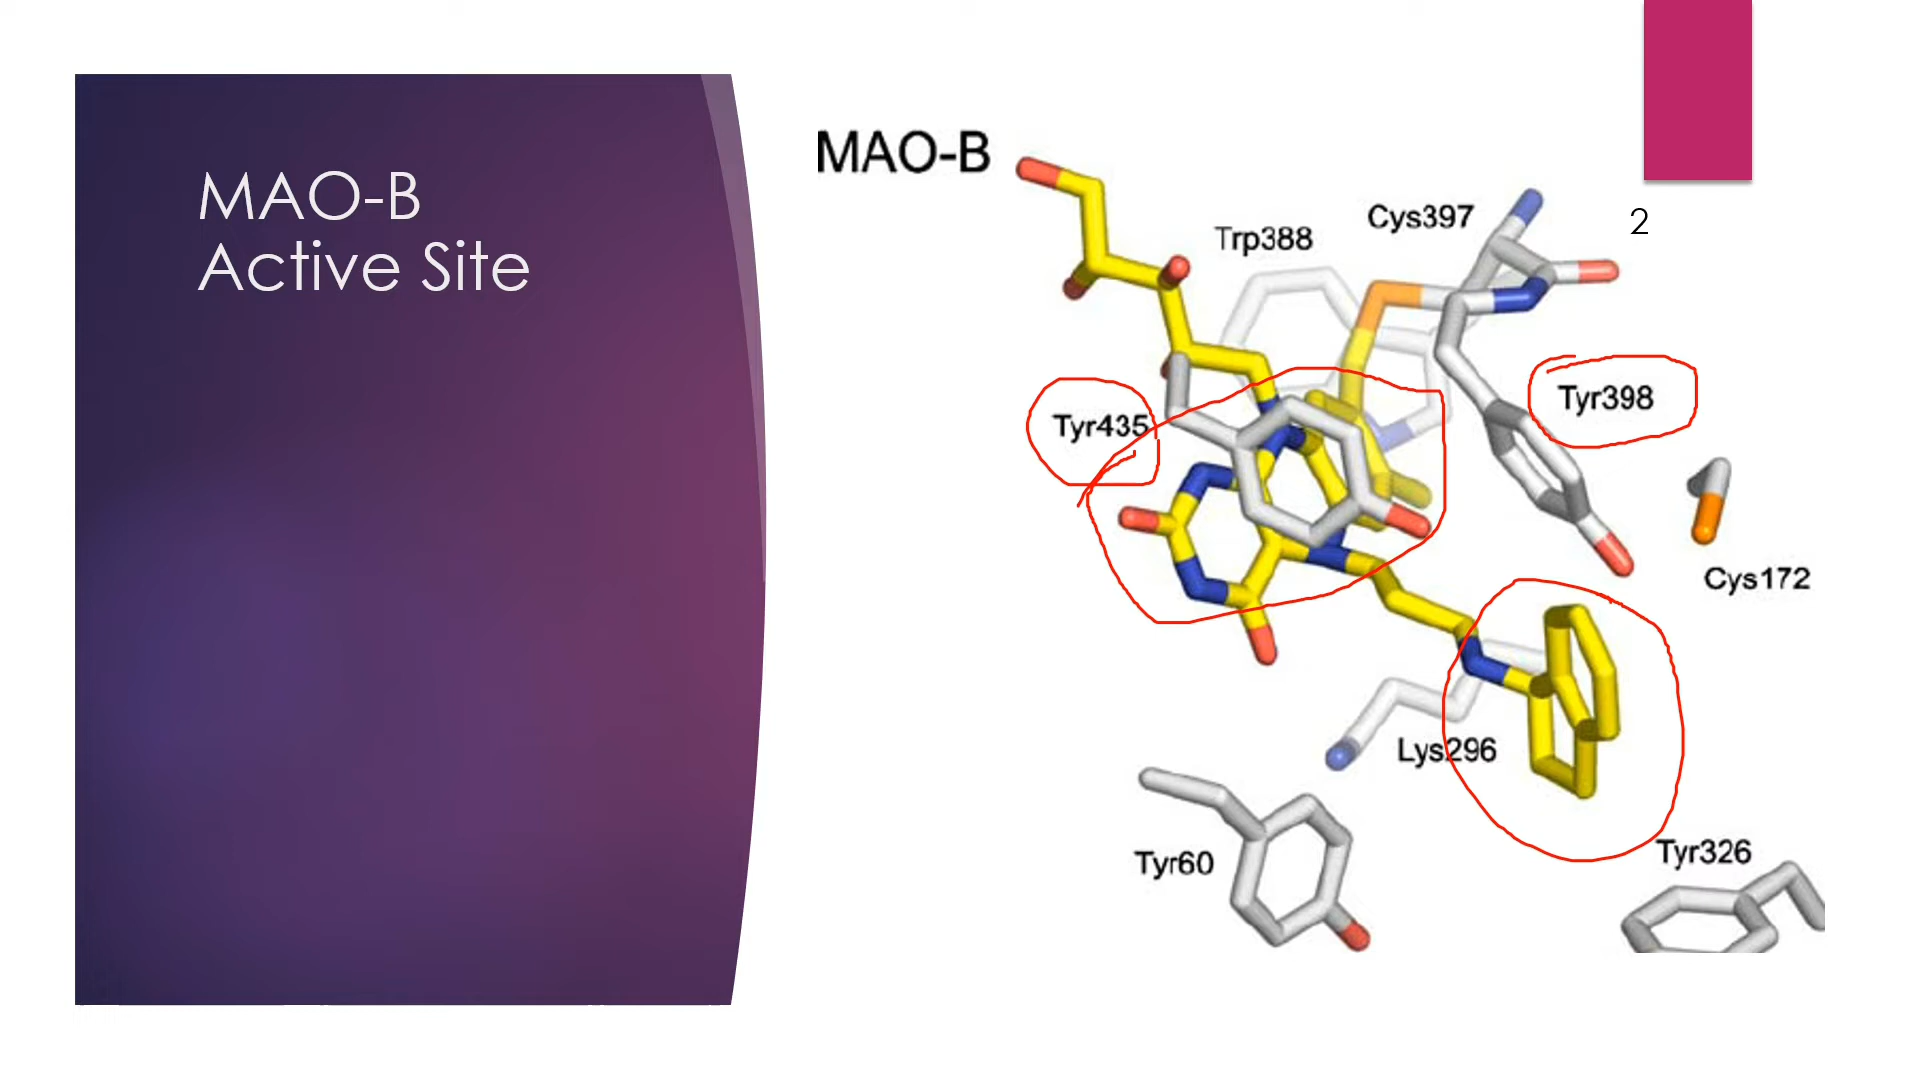 MAO-B
Active Site
MAO-B
2
Cys397
Trp388
Tyr398
Tyr435
Cys172
Lys296
Tyr326
Tyr60